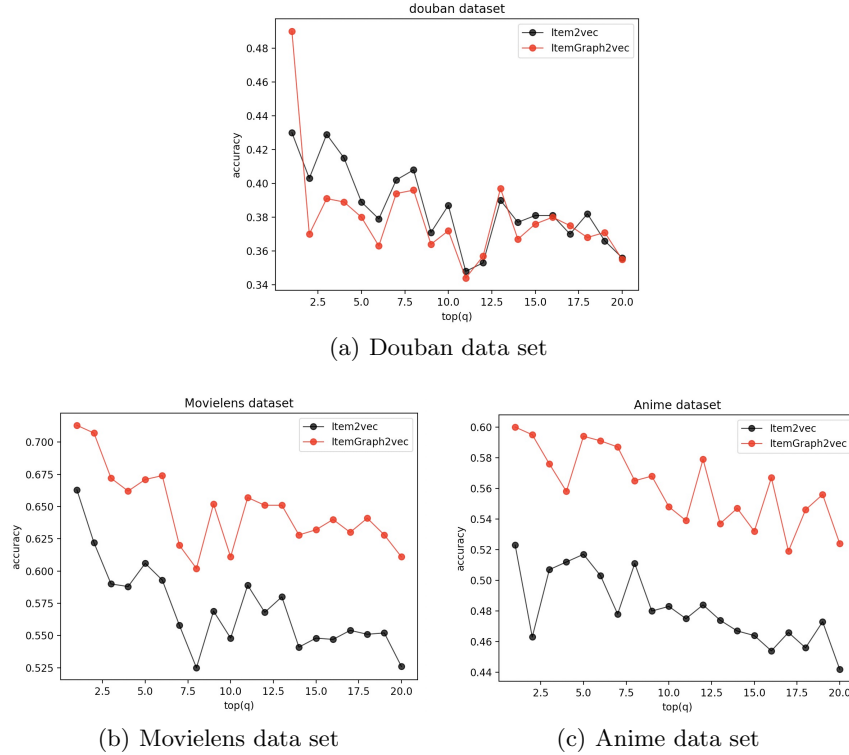 douban dataset
Item2vec
ItemGraph2vec
0.48
0.46
0.44
0.42
0.40
0.38
0.36
0.34
accuracy
2.5 5.0 7.5 10.0 12.5 15.0 17.5 20.0
top(q)
(a) Douban data set
Movielens dataset
Item2vec
ItemGraph2vec
0.700
0.675
0.650
0.625
0.600
0.575
0.550
0.525
accuracy
2.5 5.0 7.5 10.0 12.5 15.0 17.5 20.0
top(q)
(b) Movielens data set
Anime dataset
Item2vec
ItemGraph2vec
0.60
0.58
0.56
0.54
0.52
0.50
0.48
0.46
0.44
accuracy
2.5 5.0 7.5 10.0 12.5 15.0 17.5 20.0
top(q)
(c) Anime data set